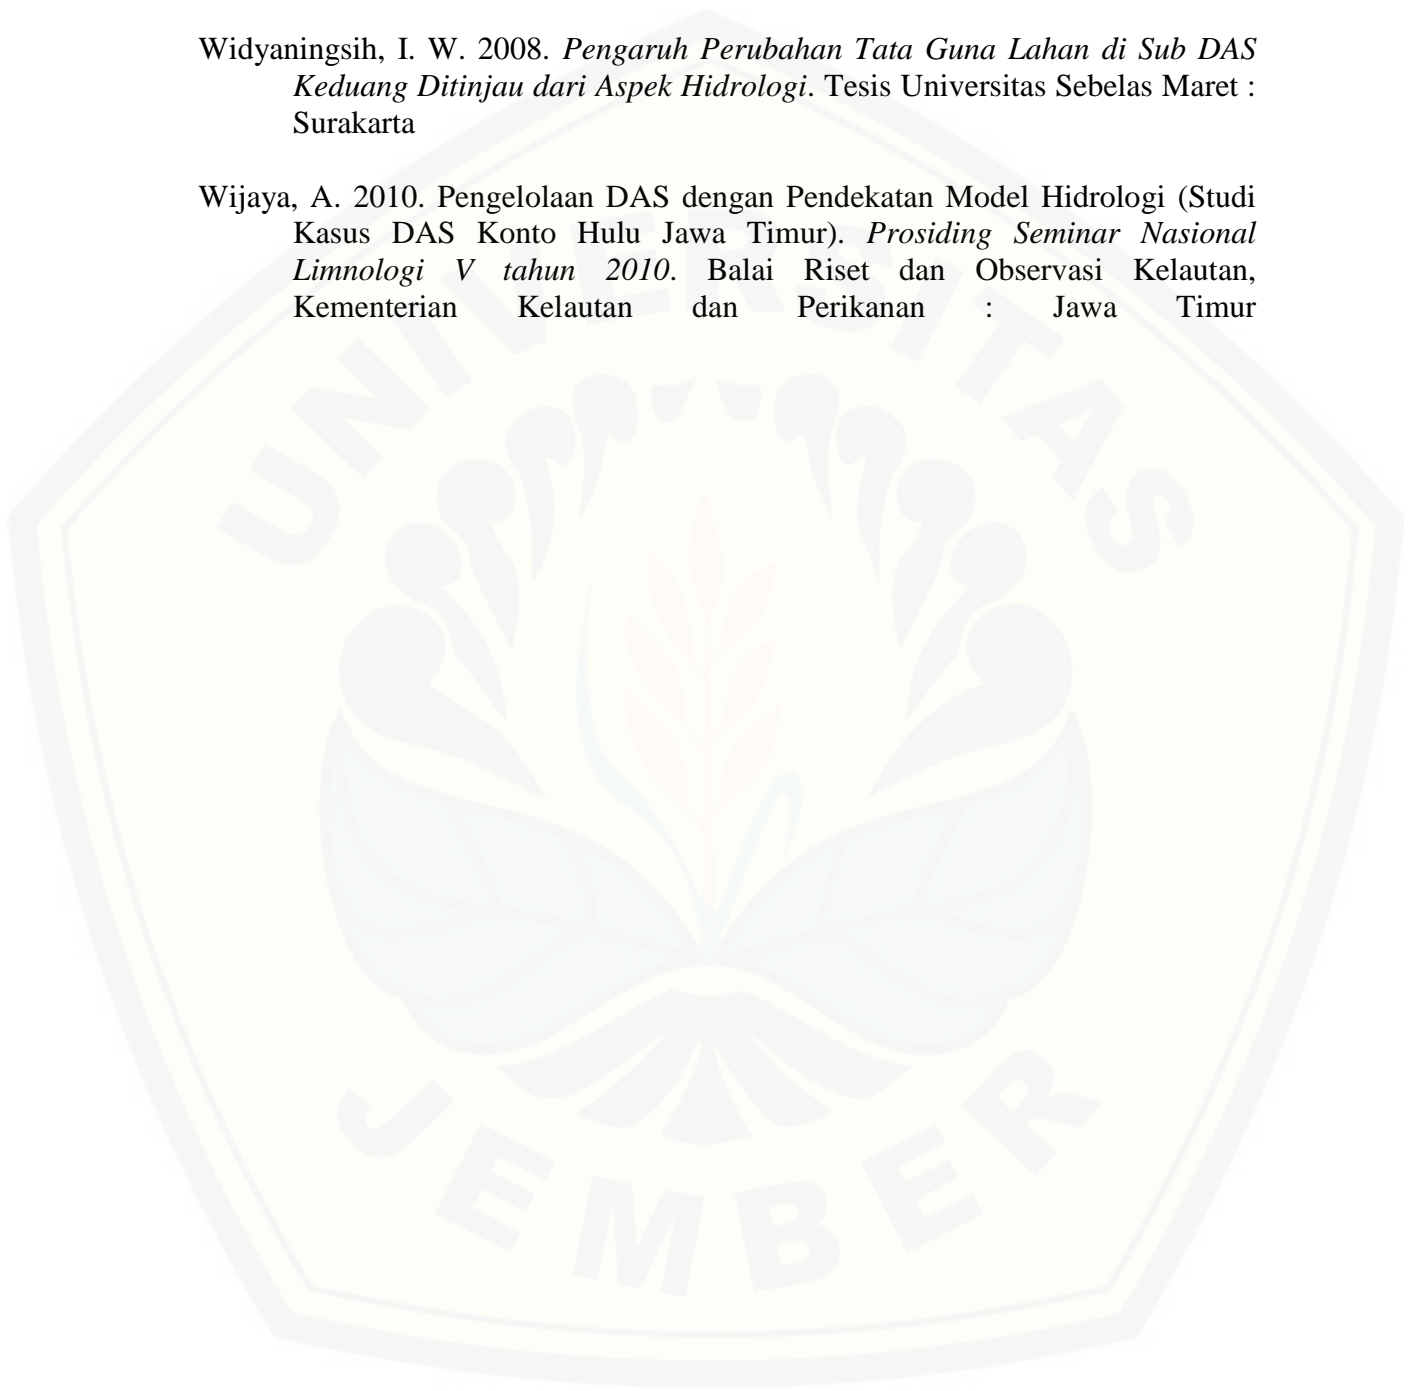 Widyaningsih, I. W. 2008. Pengaruh Perubahan Tata Guna Lahan di Sub DAS
Keduang Ditinjau dari Aspek Hidrologi. Tesis Universitas Sebelas Maret :
Surakarta
Wijaya, A. 2010. Pengelolaan DAS dengan Pendekatan Model Hidrologi (Studi
Kasus DAS Konto Hulu Jawa Timur). Prosiding Seminar Nasional
Limnologi V tahun 2010. Balai Riset dan Observasi Kelautan,
Kementerian Kelautan dan Perikanan : Jawa Timur
UNIVERSITAS
JEMBER